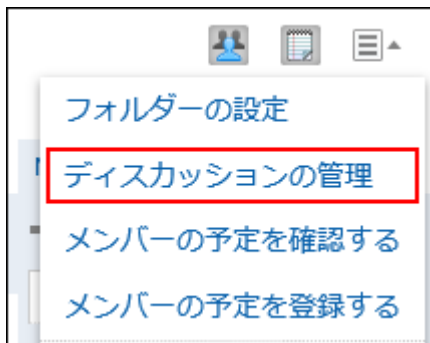 フォルダーの設定
ディスカッションの管理
メンバーの予定を確認する
メンバーの予定を登録する